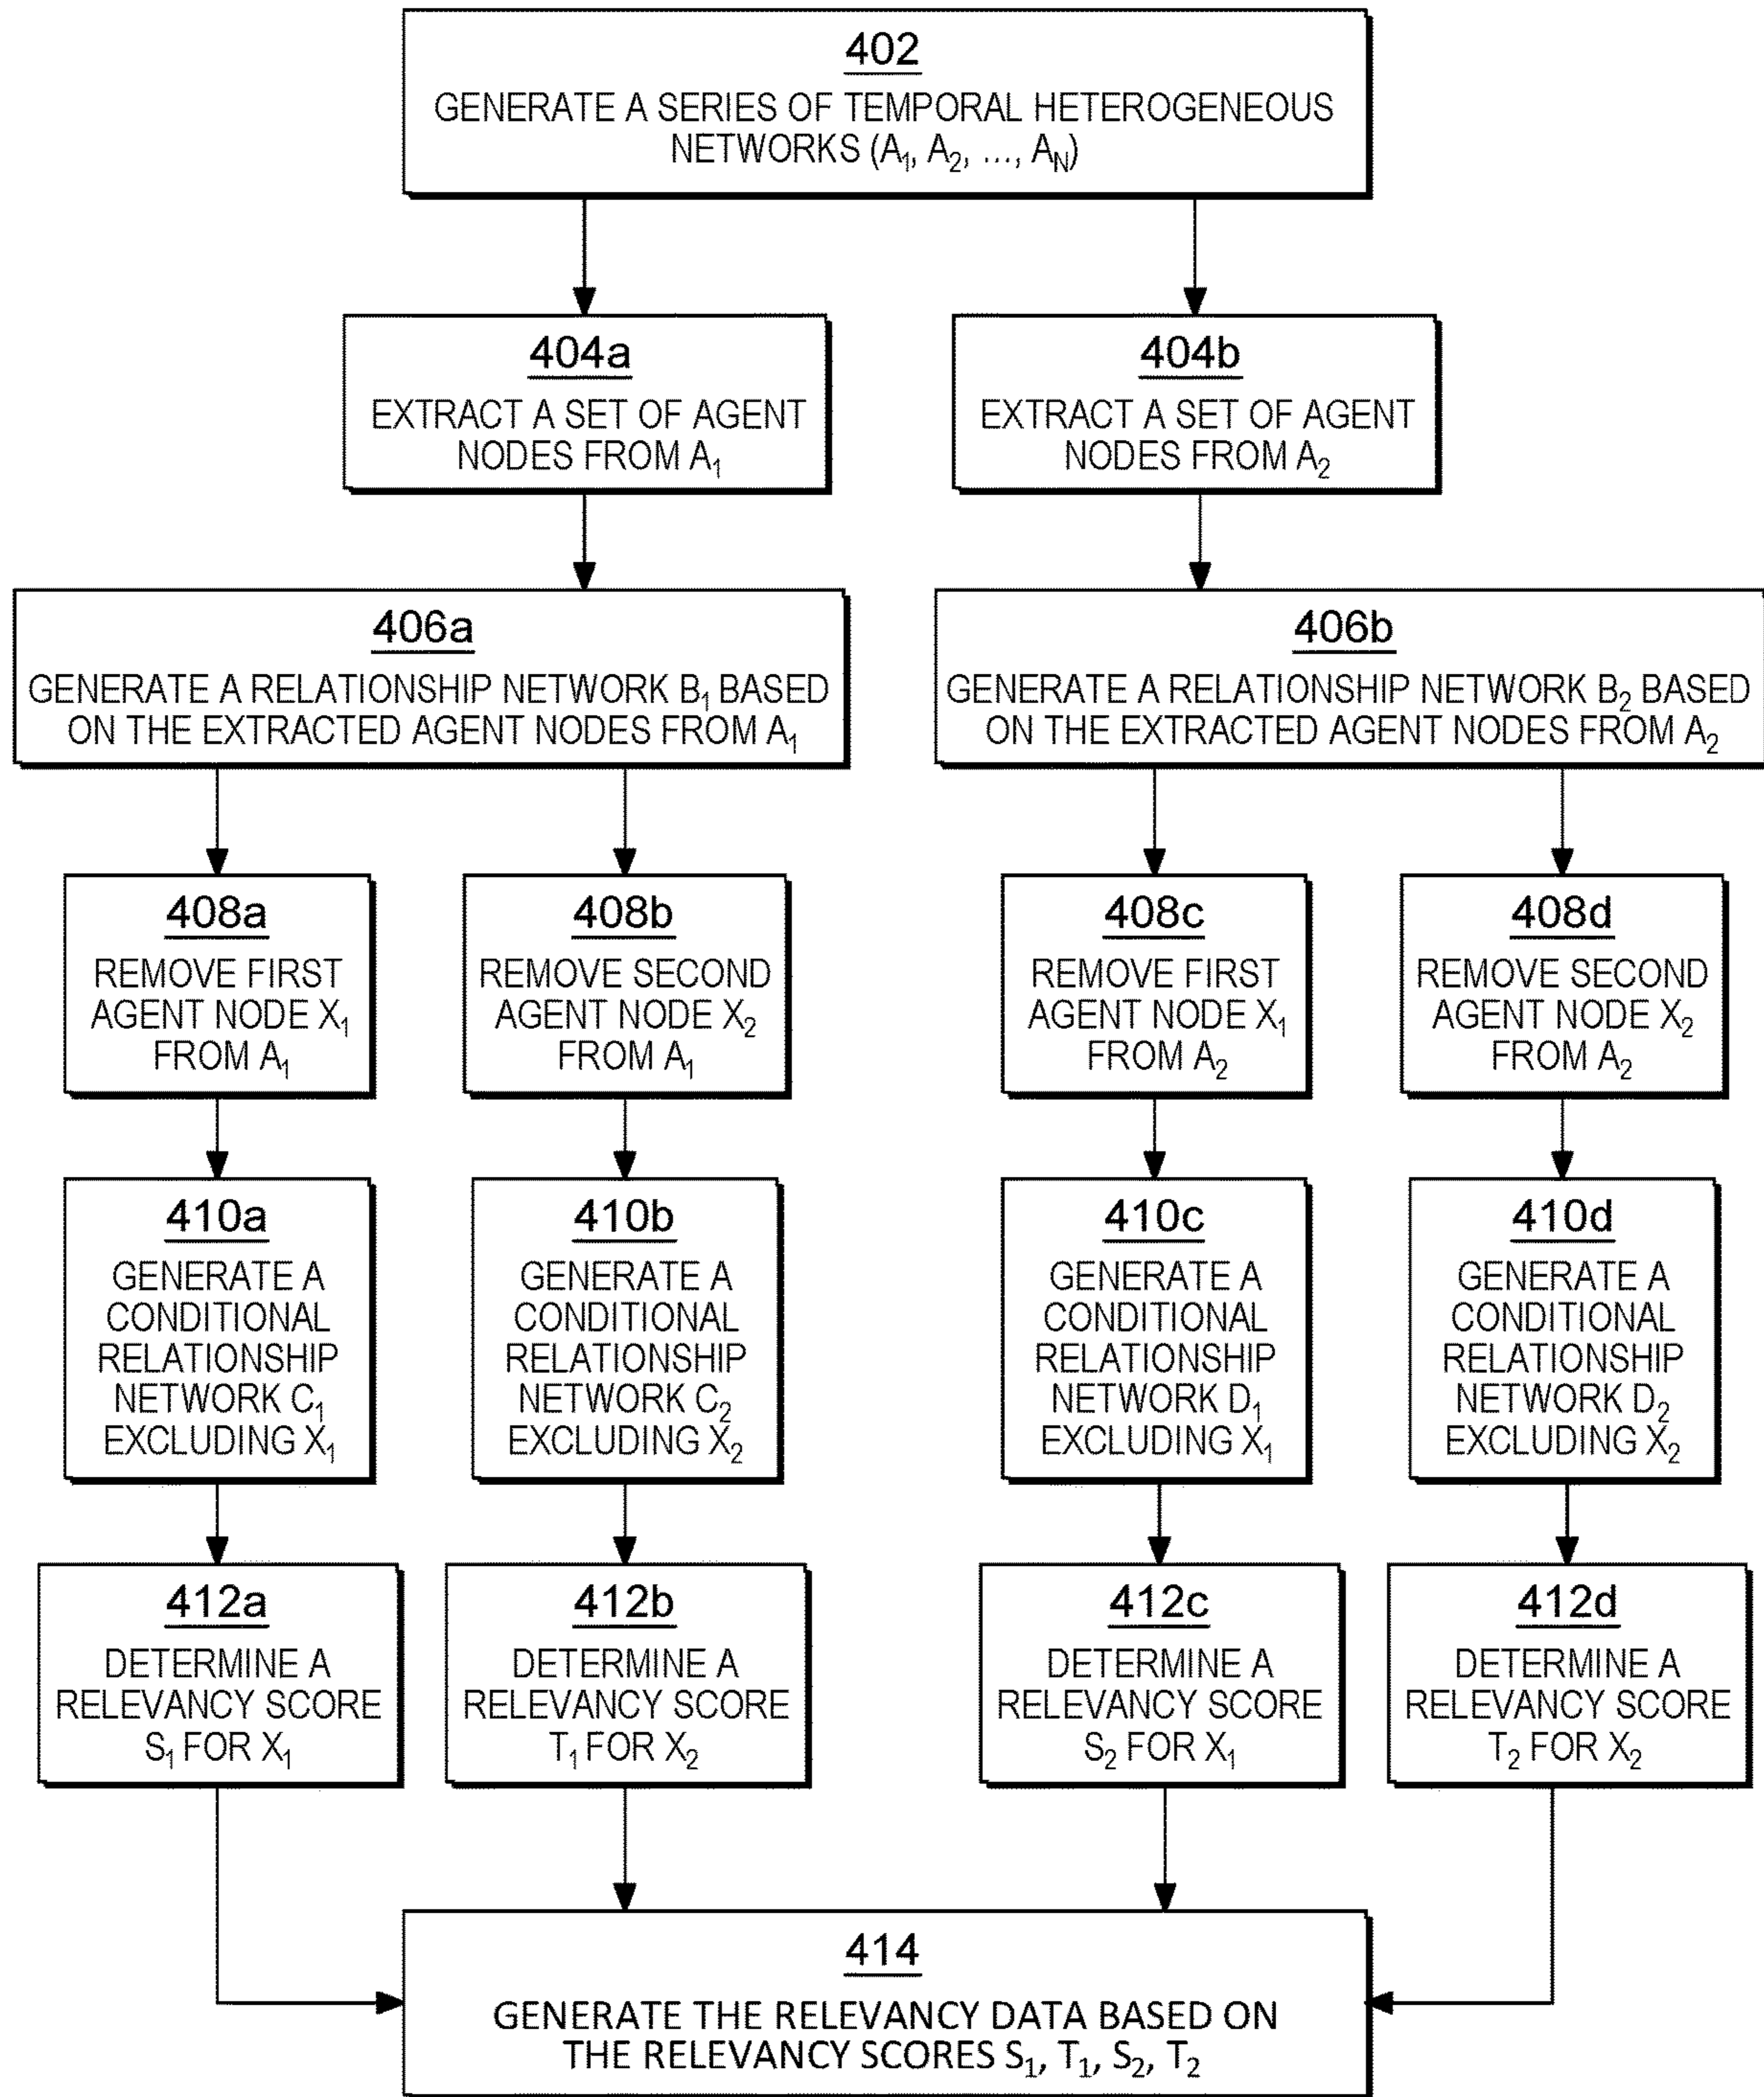 402
GENERATE A SERIES OF TEMPORAL HETEROGENEOUS
NETWORKS (A₁, A₂, ..., A_N)
404a
EXTRACT A SET OF AGENT
NODES FROM A₁
404b
EXTRACT A SET OF AGENT
NODES FROM A₂
406a
GENERATE A RELATIONSHIP NETWORK B₁ BASED
ON THE EXTRACTED AGENT NODES FROM A₁
406b
GENERATE A RELATIONSHIP NETWORK B₂ BASED
ON THE EXTRACTED AGENT NODES FROM A₂
408a
REMOVE FIRST
AGENT NODE X₁
FROM A₁
408b
REMOVE SECOND
AGENT NODE X₂
FROM A₁
408c
REMOVE FIRST
AGENT NODE X₁
FROM A₂
408d
REMOVE SECOND
AGENT NODE X₂
FROM A₂
410a
GENERATE A
CONDITIONAL
RELATIONSHIP
NETWORK C₁
EXCLUDING X₁
410b
GENERATE A
CONDITIONAL
RELATIONSHIP
NETWORK C₂
EXCLUDING X₂
410c
GENERATE A
CONDITIONAL
RELATIONSHIP
NETWORK D₁
EXCLUDING X₁
410d
GENERATE A
CONDITIONAL
RELATIONSHIP
NETWORK D₂
EXCLUDING X₂
412a
DETERMINE A
RELEVANCY SCORE
S₁ FOR X₁
412b
DETERMINE A
RELEVANCY SCORE
T₁ FOR X₂
412c
DETERMINE A
RELEVANCY SCORE
S₂ FOR X₁
412d
DETERMINE A
RELEVANCY SCORE
T₂ FOR X₂
414
GENERATE THE RELEVANCY DATA BASED ON
THE RELEVANCY SCORES S₁, T₁, S₂, T₂